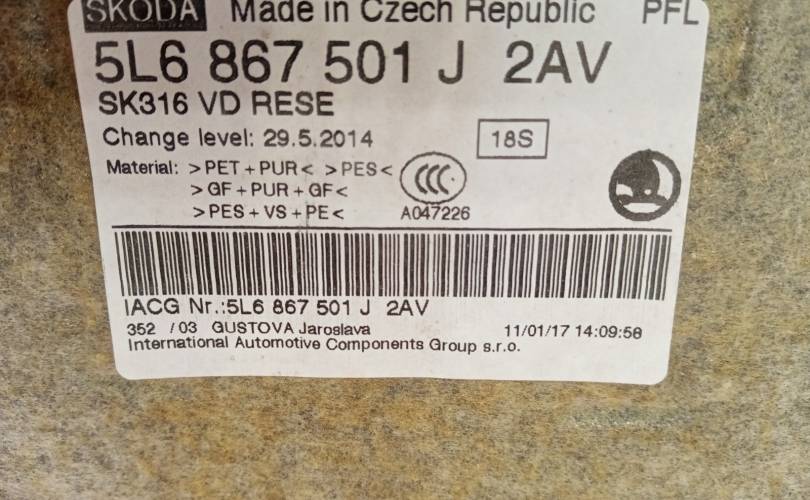 ŠKODA Made in Czech Republic PFL
5L6 867 501 J 2AV
SK316 VD RESE
Change level: 29.5.2014 18S
Material: >PET+PUR< >PES<
>GF+PUR+GF<
>PES+VS+PE< A047226
IACG Nr.:5L6 867 501 J 2AV
352 /03 GUSTOVA Jaroslava 11/01/17 14:09:58
International Automotive Components Group s.r.o.